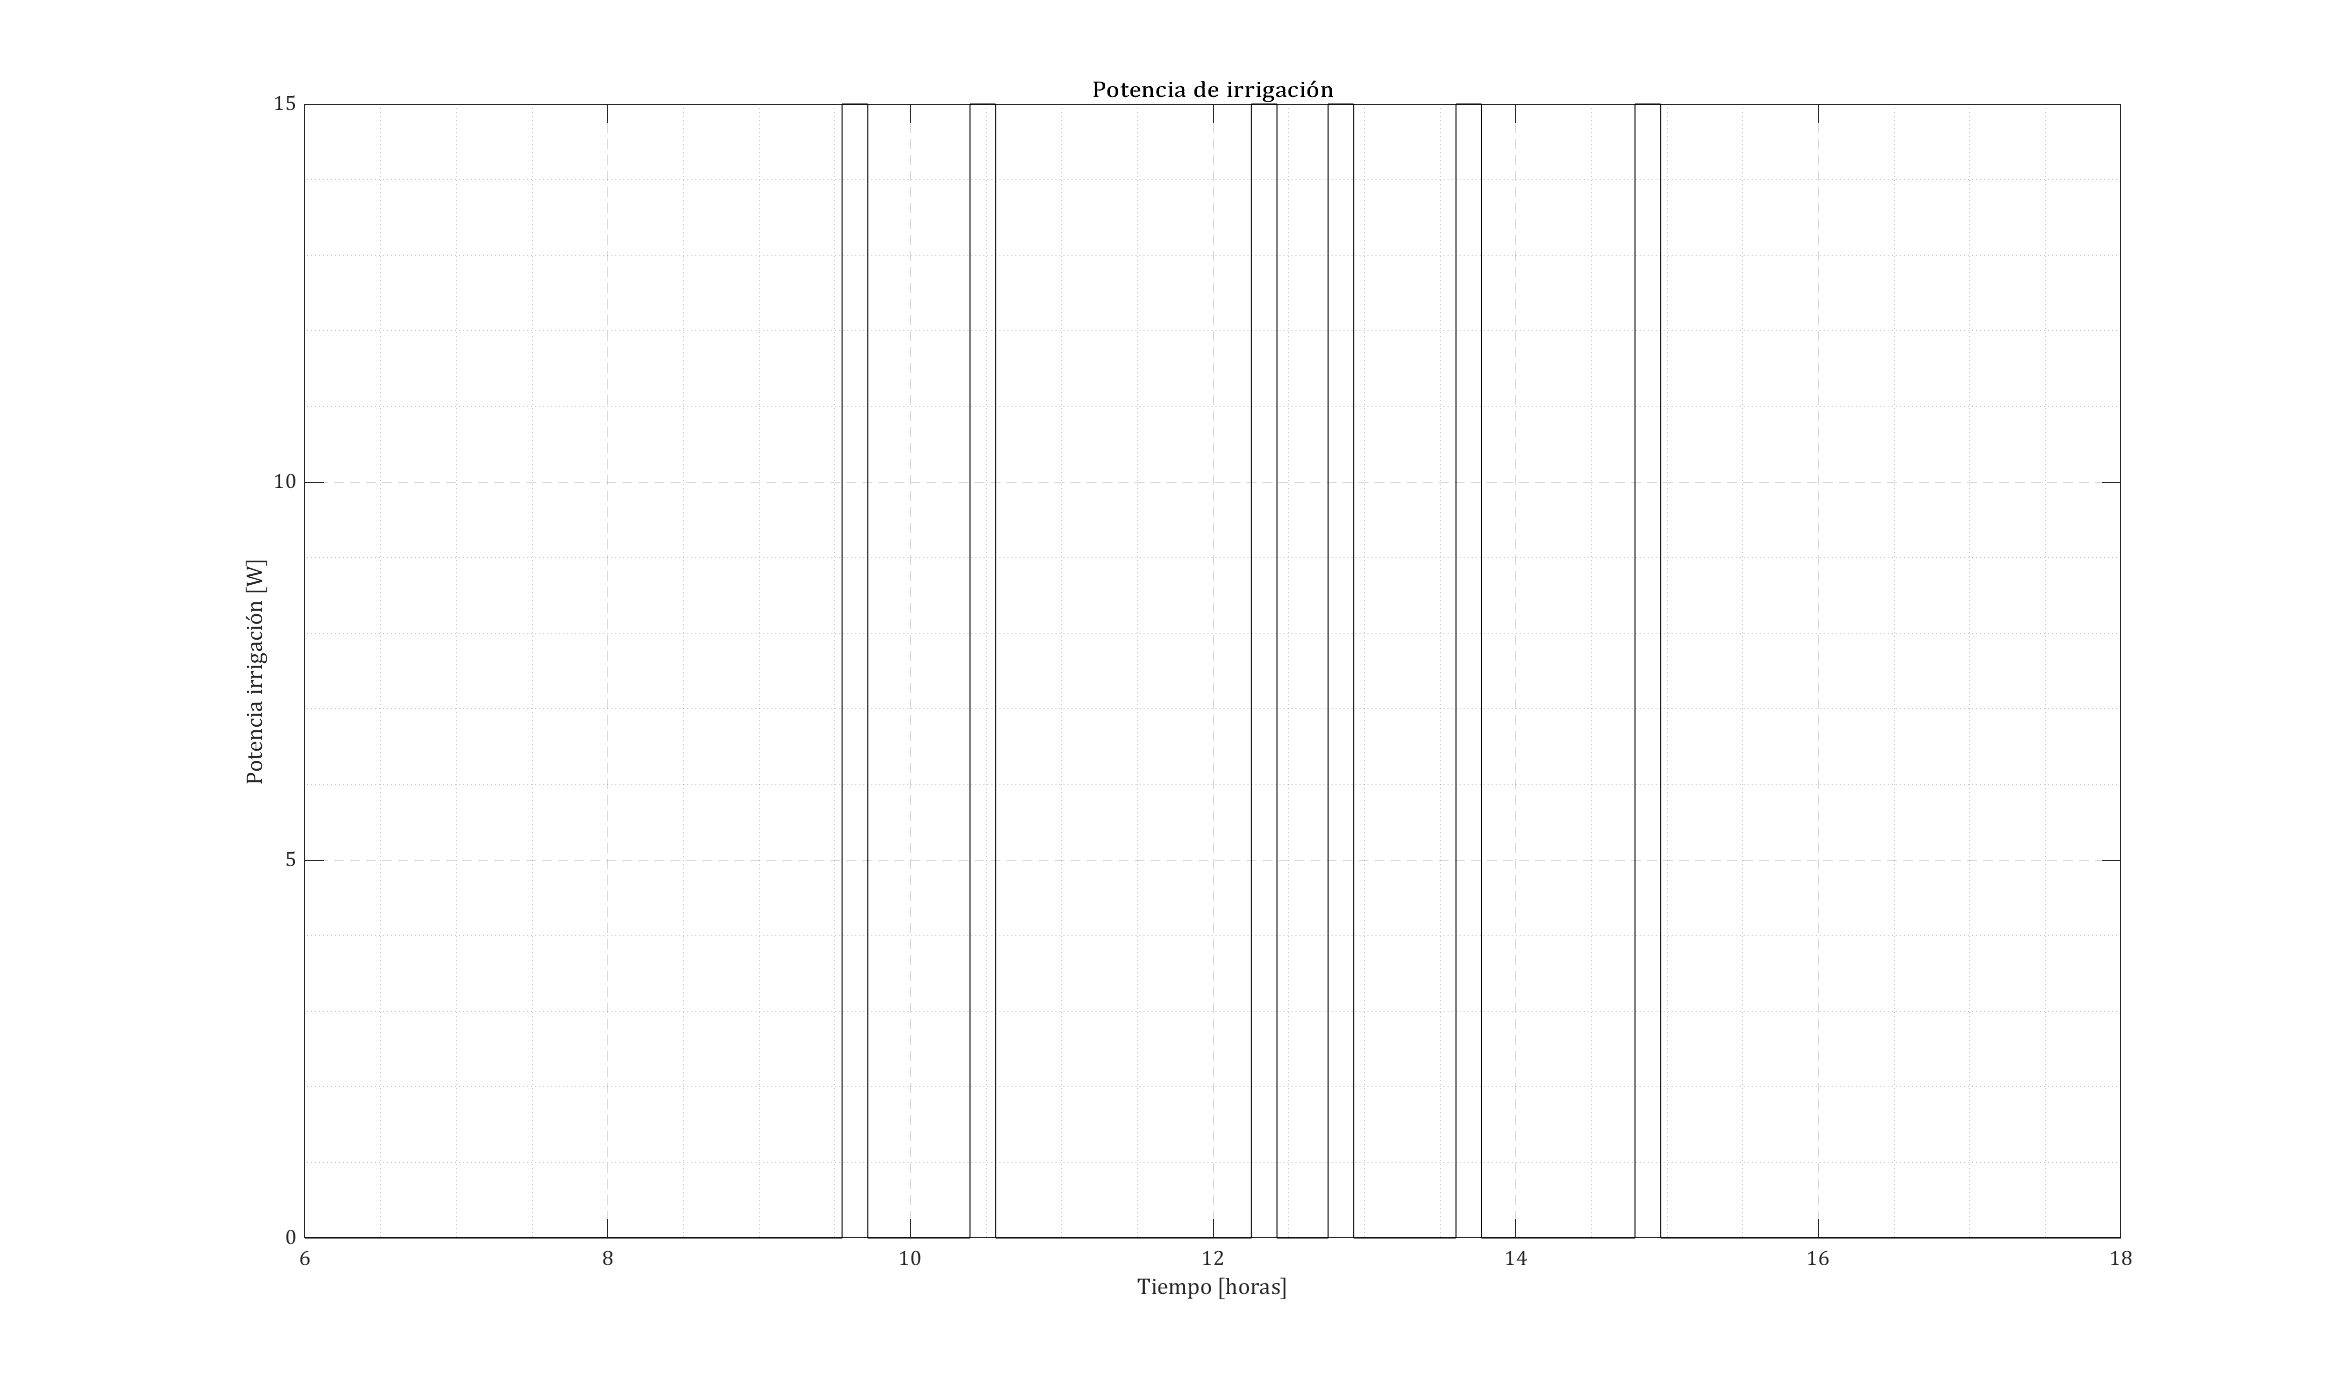 Potencia de irrigación
15
10
5
0
Potencia irrigación [W]
6 8 10 12 14 16 18
Tiempo [horas]